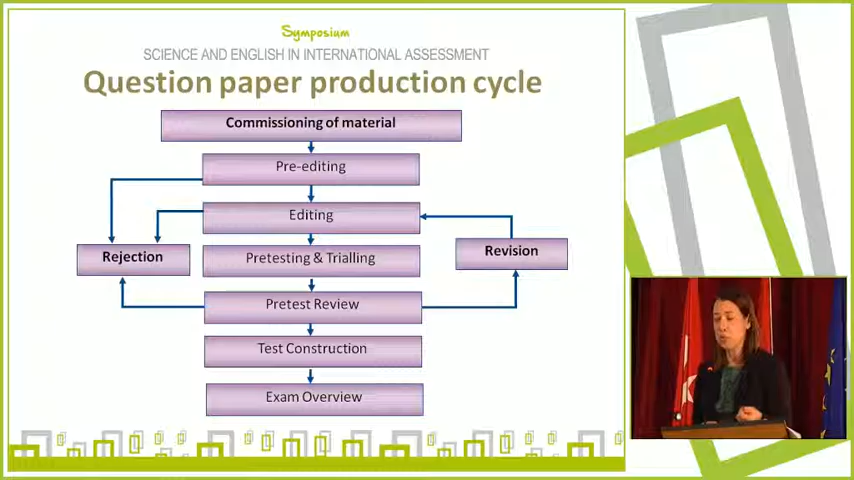 Symposium
SCIENCE AND ENGLISH IN INTERNATIONAL ASSESSMENT
Question paper production cycle
Commissioning of material
Pre-editing
Editing
Rejection
Pretesting & Trialling
Revision
Pretest Review
Test Construction
Exam Overview